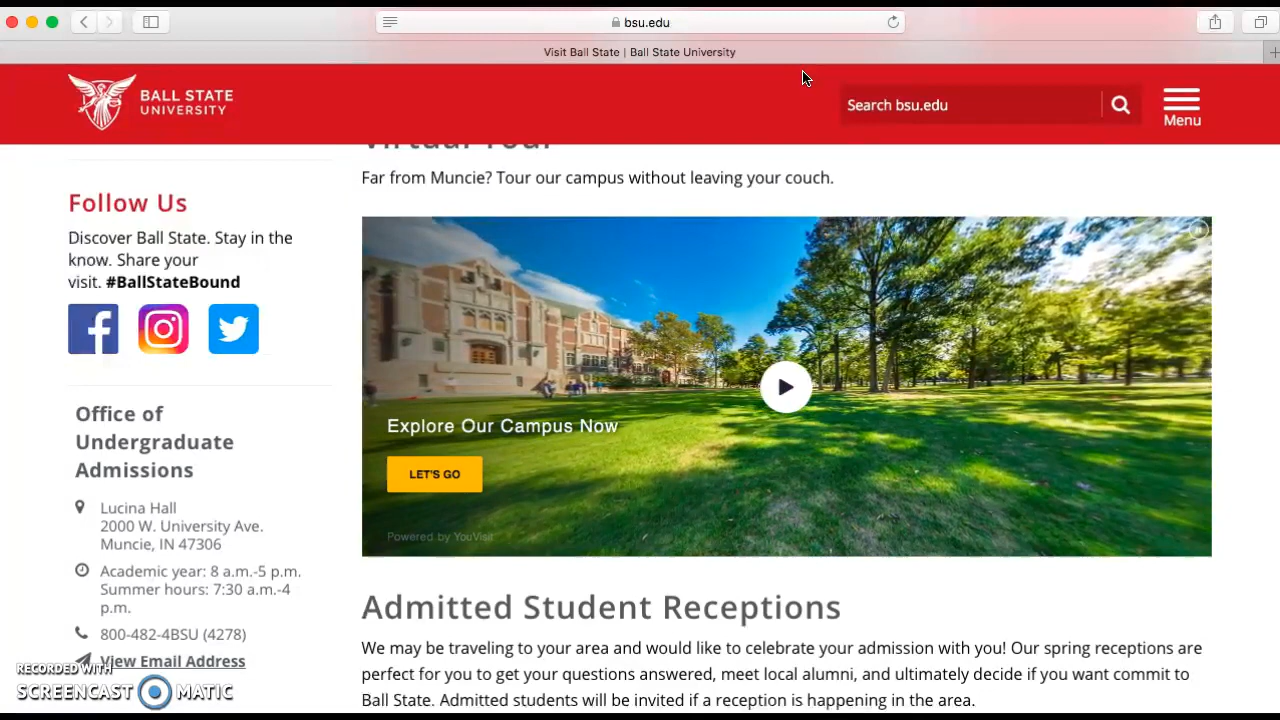 bsu.edu
Visit Ball State | Ball State University
BALL STATE
UNIVERSITY
Search bsu.edu
Menu
Virtual Tour
Far from Muncie? Tour our campus without leaving your couch.
Follow Us
Discover Ball State. Stay in the
know. Share your
visit. #BallStateBound
Explore Our Campus Now
LET'S GO
Powered by YouVisit
Office of
Undergraduate
Admissions
Lucina Hall
2000 W. University Ave.
Muncie, IN 47306
Academic year: 8 a.m.-5 p.m.
Summer hours: 7:30 a.m.-4
p.m.
800-482-4BSU (4278)
View Email Address
Admitted Student Receptions
We may be traveling to your area and would like to celebrate your admission with you! Our spring receptions are
perfect for you to get your questions answered, meet local alumni, and ultimately decide if you want commit to
Ball State. Admitted students will be invited if a reception is happening in the area.
RECORDED WITH
SCREENCAST MATIC